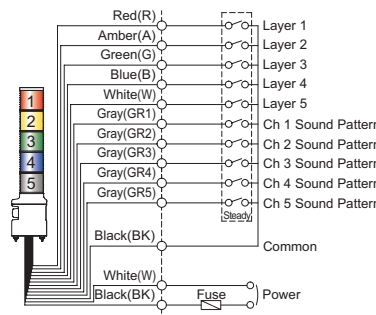 Red(R) Layer 1
Amber(A) Layer 2
Green(G) Layer 3
Blue(B) Layer 4
White(W) Layer 5
Gray(GR1) Ch 1 Sound Pattern
Gray(GR2) Ch 2 Sound Pattern
Gray(GR3) Ch 3 Sound Pattern
Gray(GR4) Ch 4 Sound Pattern
Gray(GR5) Ch 5 Sound Pattern
1
2
3
4
5
Steady
Black(BK) Common
White(W)
Black(BK) Fuse Power